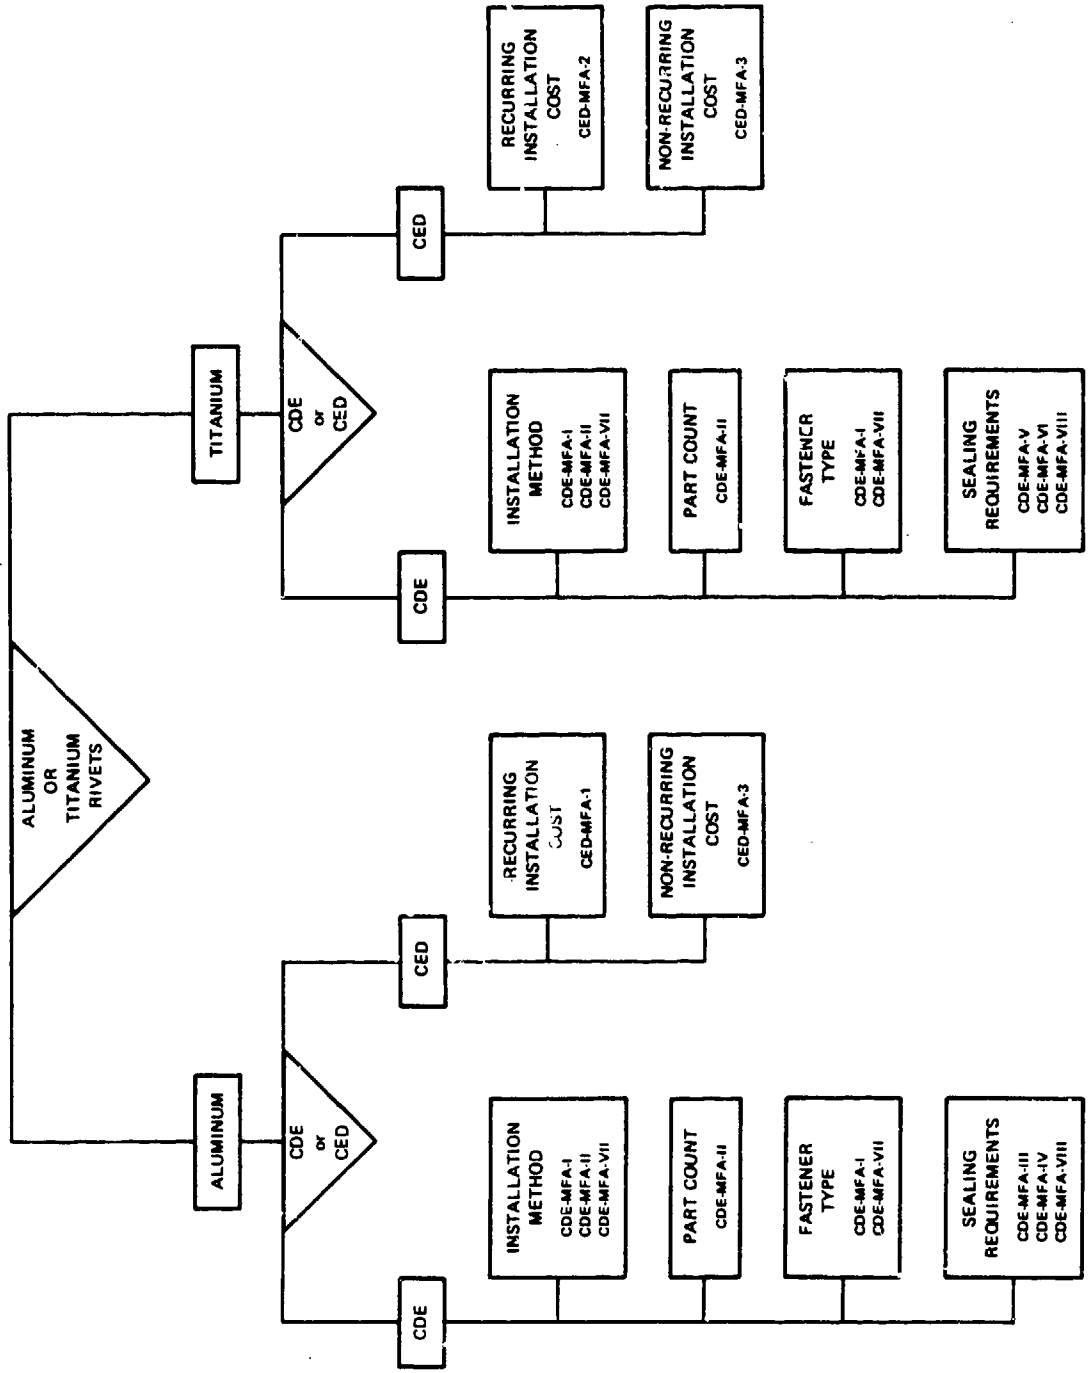 ALUMINUM
OR
TITANIUM
RIVETS
ALUMINUM
CDE
or
CED
CDE
INSTALLATION
METHOD
CDE-MFA-I
CDE-MFA-II
CDE-MFA-VII
PART COUNT
CDE-MFA-II
FASTENER
TYPE
CDE-MFA-I
CDE-MFA-VII
SEALING
REQUIREMENTS
CDE-MFA-III
CDE-MFA-IV
CDE-MFA-VIII
CED
RECURRING
INSTALLATION
COST
CED-MFA-1
NON-RECURRING
INSTALLATION
COST
CED-MFA-3
TITANIUM
CDE
or
CED
CDE
INSTALLATION
METHOD
CDE-MFA-I
CDE-MFA-II
CDE-MFA-VII
PART COUNT
CDE-MFA-II
FASTENER
TYPE
CDE-MFA-I
CDE-MFA-VII
SEALING
REQUIREMENTS
CDE-MFA-V
CDE-MFA-VI
CDE-MFA-VIII
CED
RECURRING
INSTALLATION
COST
CED-MFA-2
NON-RECURRING
INSTALLATION
COST
CED-MFA-3